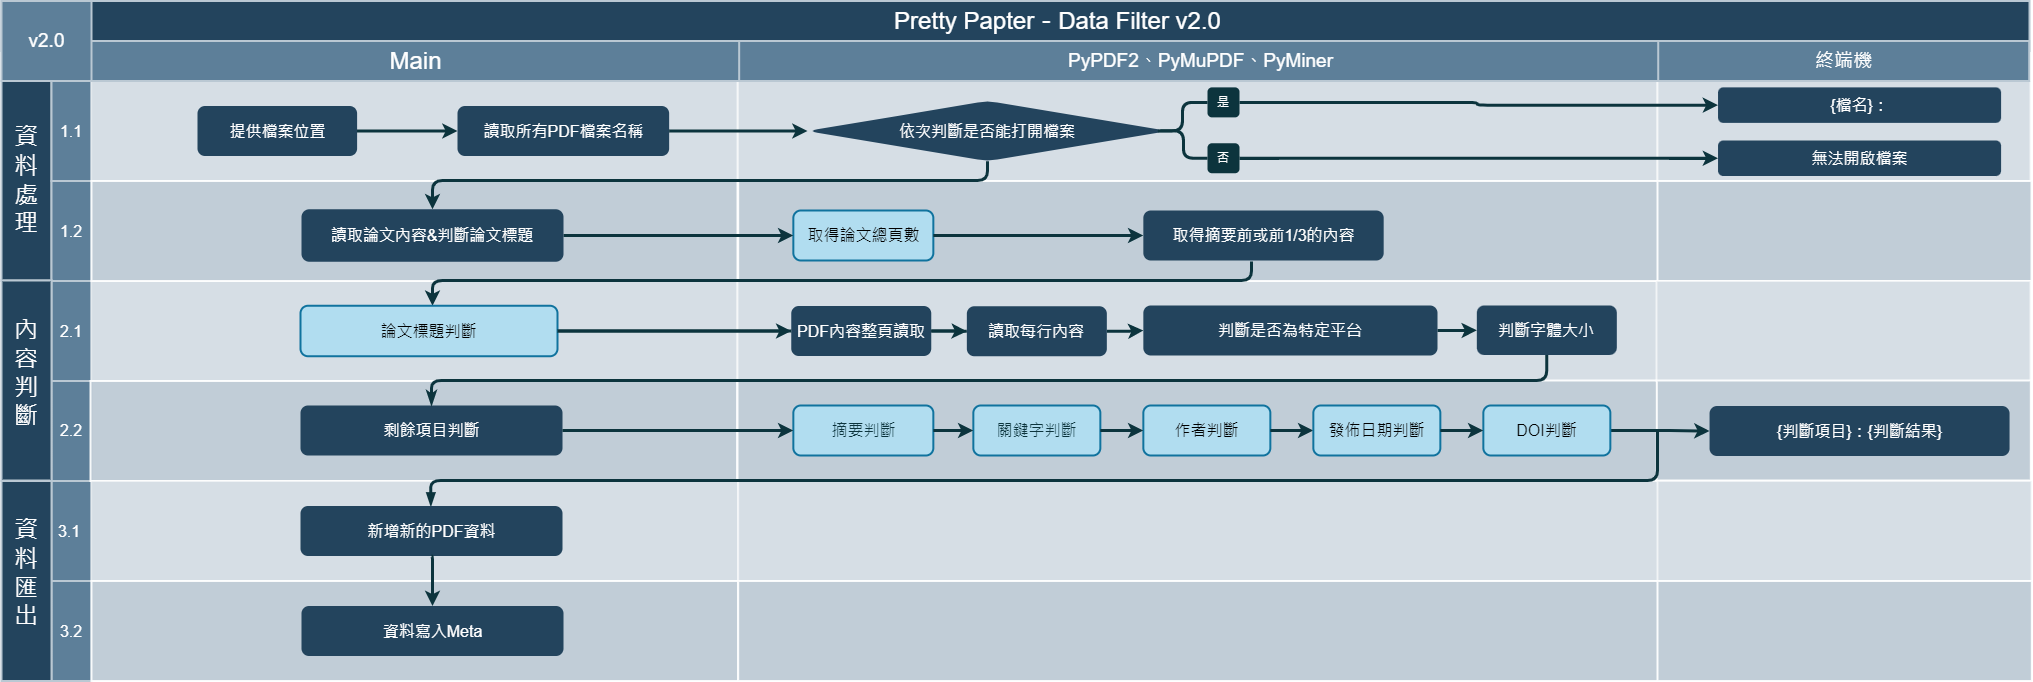 v2.0
Pretty Papter - Data Filter v2.0
Main
PyPDF2、PyMuPDF、PyMiner
終端機
資料處理
1.1
提供檔案位置
讀取所有PDF檔案名稱
依次判斷是否能打開檔案
是
{檔名}：
否
無法開啟檔案
1.2
讀取論文內容&判斷論文標題
取得論文總頁數
取得摘要前或前1/3的內容
內容判斷
2.1
論文標題判斷
PDF內容整頁讀取
讀取每行內容
判斷是否為特定平台
判斷字體大小
2.2
剩餘項目判斷
摘要判斷
關鍵字判斷
作者判斷
發佈日期判斷
DOI判斷
{判斷項目}：{判斷結果}
資料匯出
3.1
新增新的PDF資料
3.2
資料寫入Meta